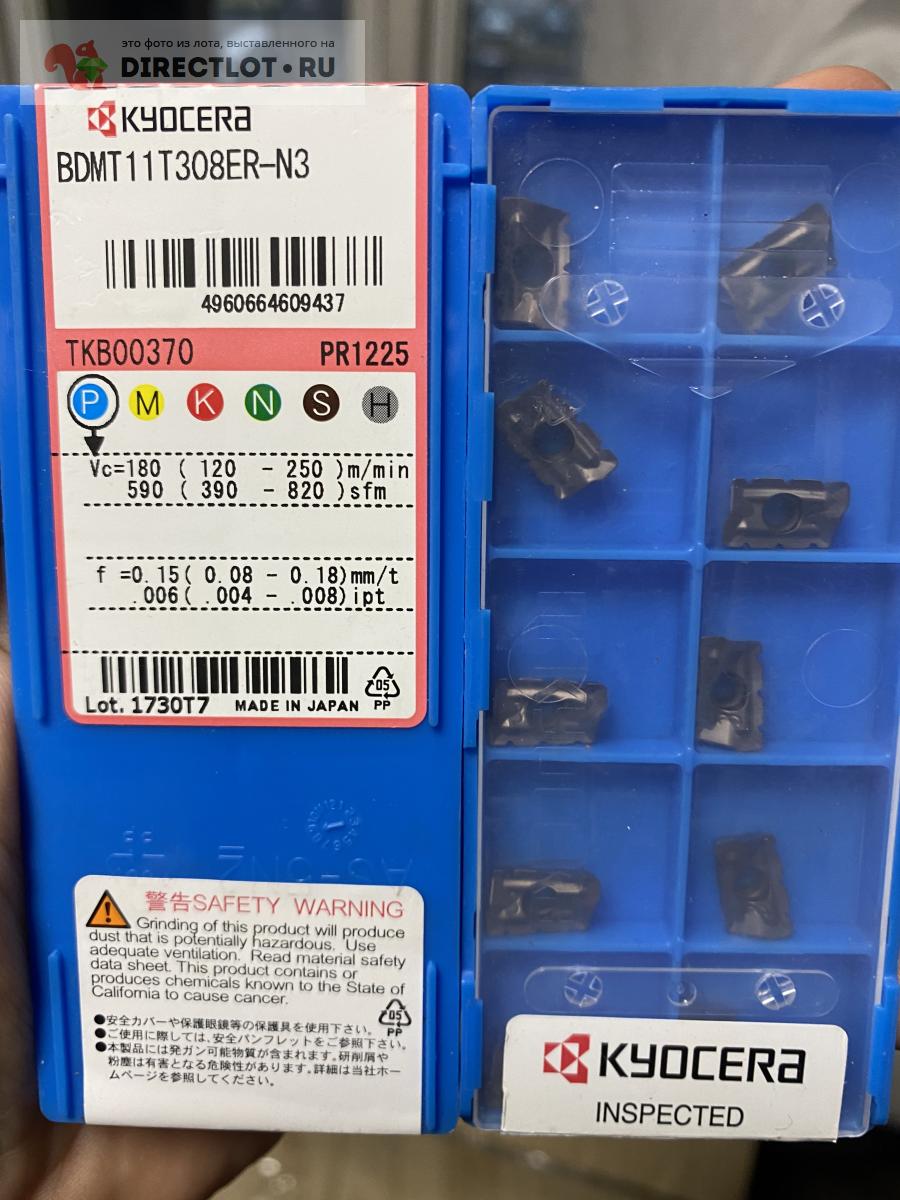 это фото из лота, выставленного на
DIRECTLOT.RU
KYOCERA
BDMT11T308ER-N3
4960664609437
TKB00370 PR1225
P M K N S H
Vc=180 ( 120 - 250 )m/min
590 ( 390 - 820 )sfm
f =0.15( 0.08 - 0.18)mm/t
.006( .004 - .008)ipt
Lot. 1730T7 MADE IN JAPAN
05
PP
警告SAFETY WARNING
Grinding of this product will produce
dust that is potentially hazardous. Use
adequate ventilation. Read material safety
data sheet. This product contains or
produces chemicals known to the State of
California to cause cancer.
05
PP
●安全カバーや保護眼鏡等の保護具を使用下さい。
●ご使用に際しては、安全パンフレットをご参照下さい。
●本製品には発ガン可能物質が含まれます。研削屑や
粉塵は有害となる危険性があります。詳細は当社ホー
ムページを参照してください。
KYOCERA
INSPECTED